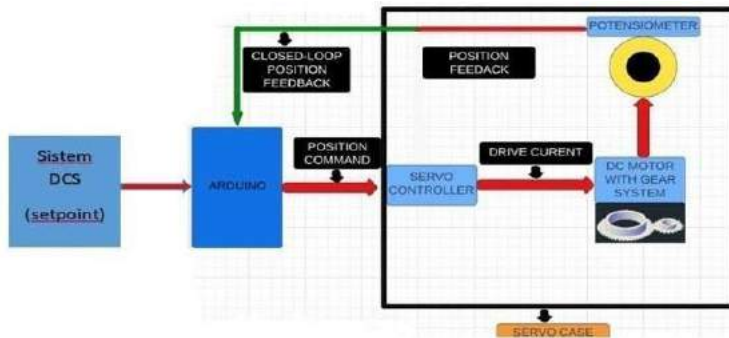 POTENSIOMETER
CLOSED-LOOP
POSITION
FEEDBACK
POSITION
FEEDACK
Sistem
DCS
(setpoint)
ARDUINO
POSITION
COMMAND
SERVO
CONTROLLER
DRIVE CURENT
DC MOTOR
WITH GEAR
SYSTEM
SERVO CASE